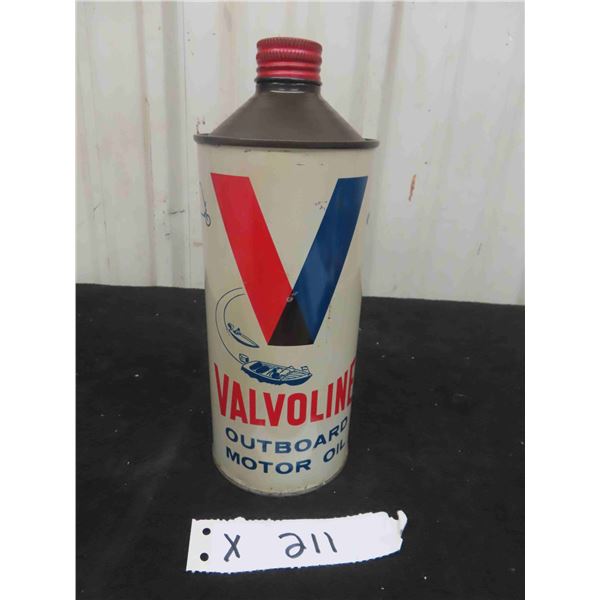 V
VALVOLINE
OUTBOARD
MOTOR OIL
X 211